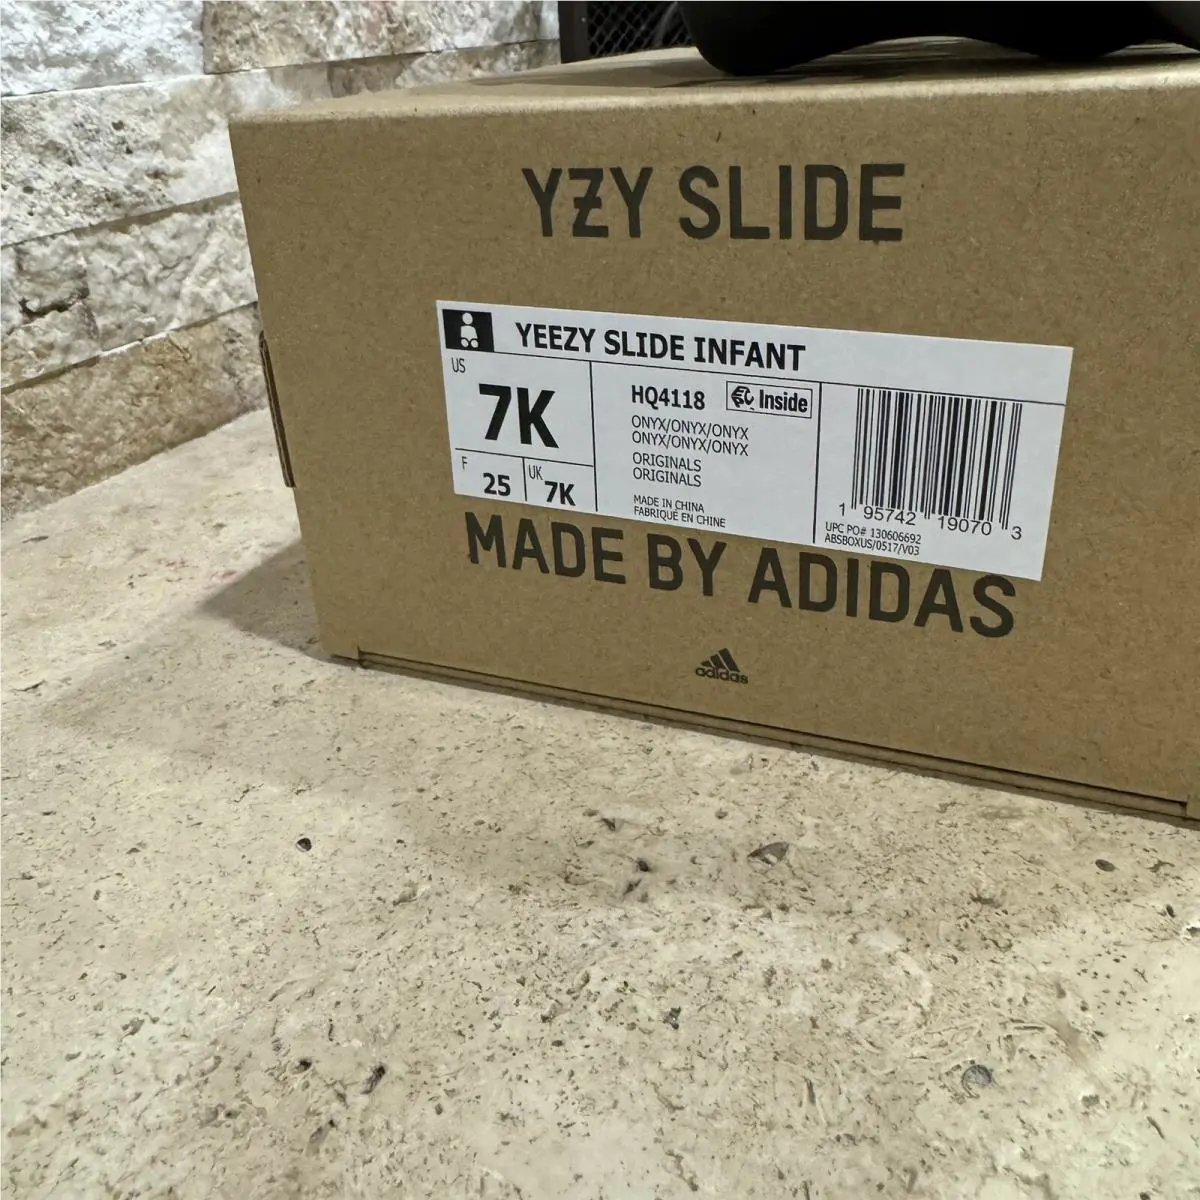 YZY SLIDE
YEEZY SLIDE INFANT
US
7K
F
25
UK
7K
HQ4118
Inside
ONYX/ONYX/ONYX
ONYX/ONYX/ONYX
ORIGINALS
ORIGINALS
MADE IN CHINA
FABRIQUÉ EN CHINE
1 95742 19070 3
UPC PO# 130606692
ABSBOXUS/0517/V03
MADE BY ADIDAS
adidas